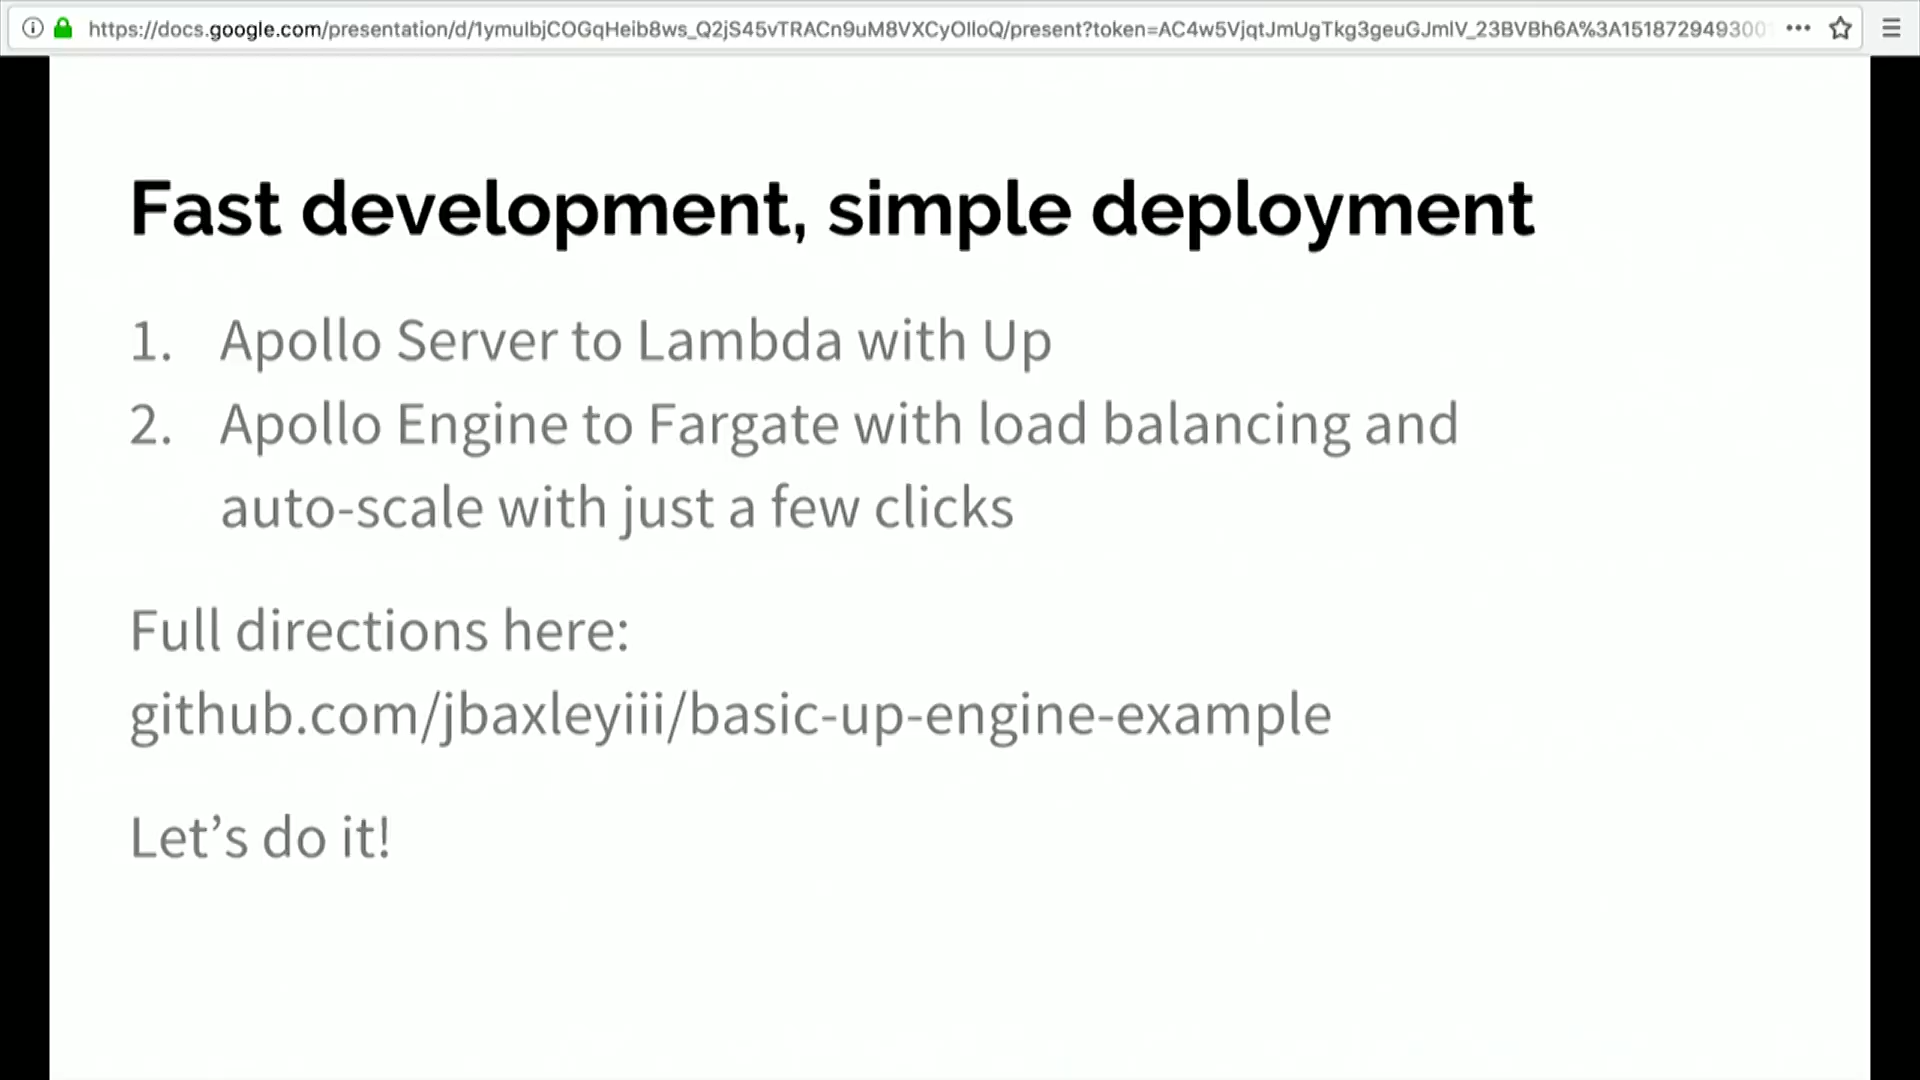 https://docs.google.com/presentation/d/1ymuIbjCOGqHeib8ws_Q2jS45vTRACn9uM8VXCyOlloQ/present?token=AC4w5VjqtJmUgTkg3geuGJmlV_23BVBh6A%3A1518729493001
Fast development, simple deployment
1. Apollo Server to Lambda with Up
2. Apollo Engine to Fargate with load balancing and
auto-scale with just a few clicks
Full directions here:
github.com/jbaxleyiii/basic-up-engine-example
Let’s do it!